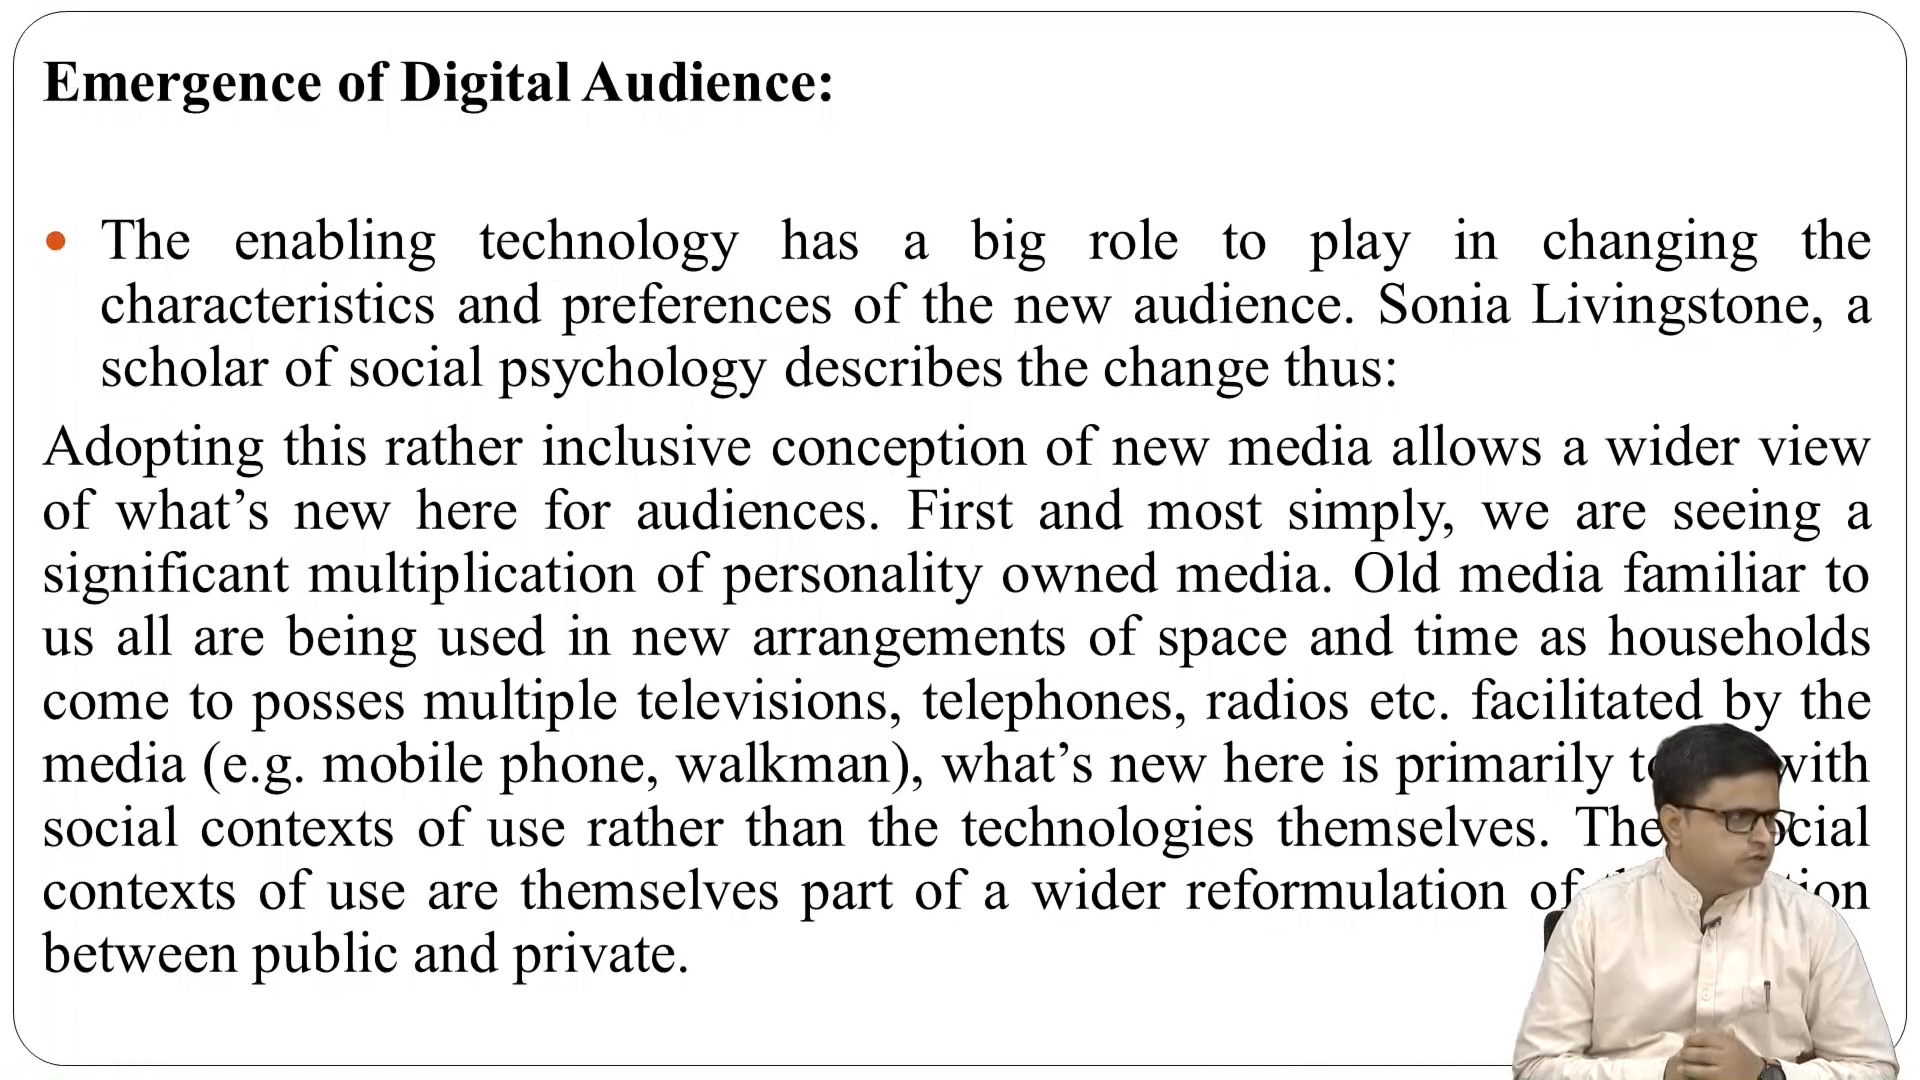 Emergence of Digital Audience:
• The enabling technology has a big role to play in changing the
characteristics and preferences of the new audience. Sonia Livingstone, a
scholar of social psychology describes the change thus:
Adopting this rather inclusive conception of new media allows a wider view
of what’s new here for audiences. First and most simply, we are seeing a
significant multiplication of personality owned media. Old media familiar to
us all are being used in new arrangements of space and time as households
come to posses multiple televisions, telephones, radios etc. facilitated by the
media (e.g. mobile phone, walkman), what’s new here is primarily with
social contexts of use rather than the technologies themselves.
contexts of use are themselves part of a wider reformulation of
between public and private.